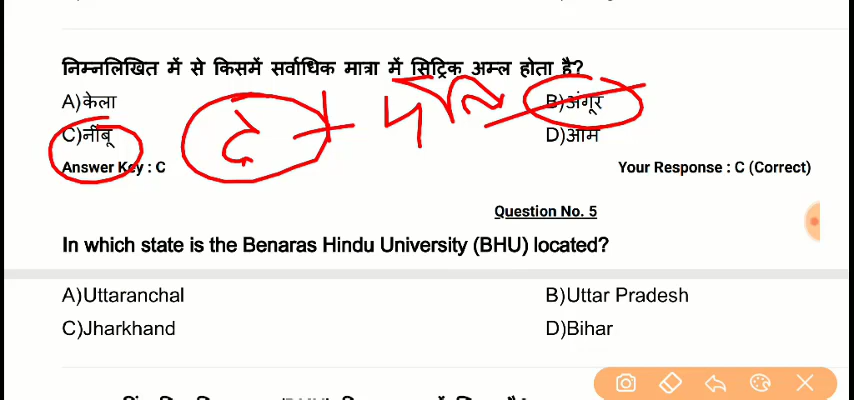 निम्नलिखित में से किसमें सर्वाधिक मात्रा में सिट्रिक अम्ल होता है?
A)केला B)अंगूर
C)नींबू D)आम
Answer Key : C Your Response : C (Correct)
Question No. 5
In which state is the Benaras Hindu University (BHU) located?
A)Uttaranchal B)Uttar Pradesh
C)Jharkhand D)Bihar